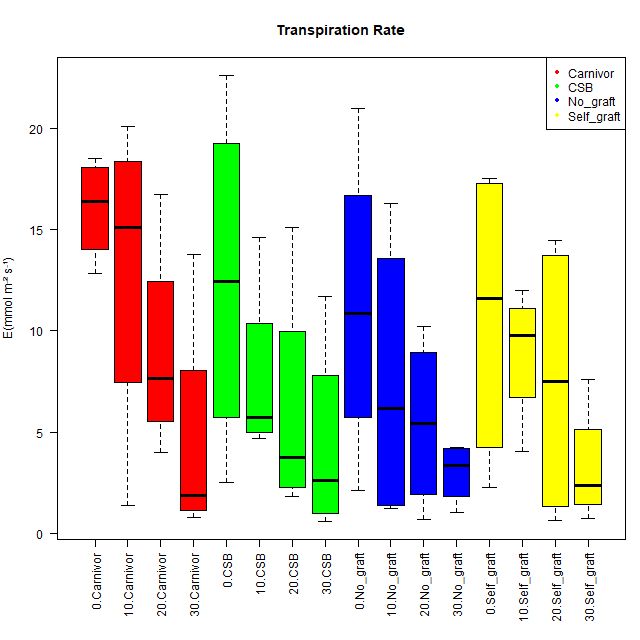 Transpiration Rate
Carnivor
CSB
No_graft
Self_graft
E(mmol m⁻² s⁻¹)
20
15
10
5
0
0.Carnivor
10.Carnivor
20.Carnivor
30.Carnivor
0.CSB
10.CSB
20.CSB
30.CSB
0.No_graft
10.No_graft
20.No_graft
30.No_graft
0.Self_graft
10.Self_graft
20.Self_graft
30.Self_graft